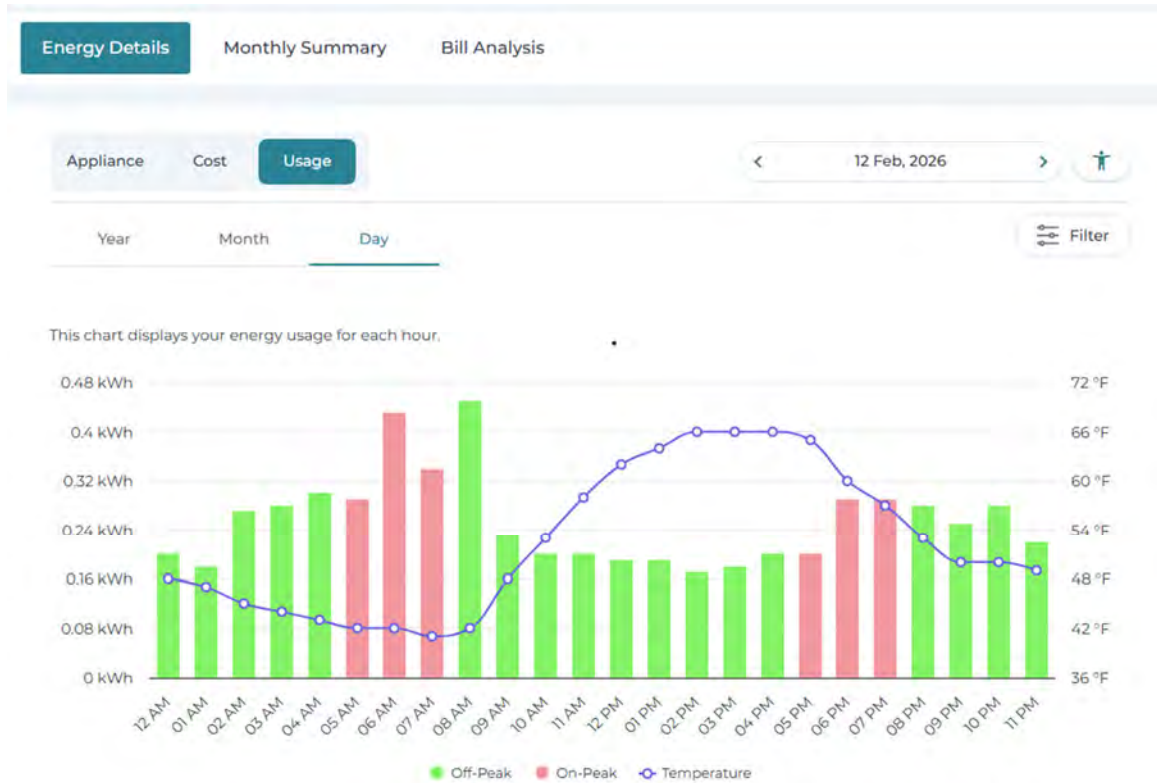 Energy Details Monthly Summary Bill Analysis
Appliance Cost Usage < 12 Feb, 2026 >
Year Month Day Filter
This chart displays your energy usage for each hour.
0.48 kWh 72 °F
0.4 kWh 66 °F
0.32 kWh 60 °F
0.24 kWh 54 °F
0.16 kWh 48 °F
0.08 kWh 42 °F
0 kWh 36 °F
12 AM 01 AM 02 AM 03 AM 04 AM 05 AM 06 AM 07 AM 08 AM 09 AM 10 AM 11 AM 12 PM 01 PM 02 PM 03 PM 04 PM 05 PM 06 PM 07 PM 08 PM 09 PM 10 PM 11 PM
Off-Peak On-Peak Temperature